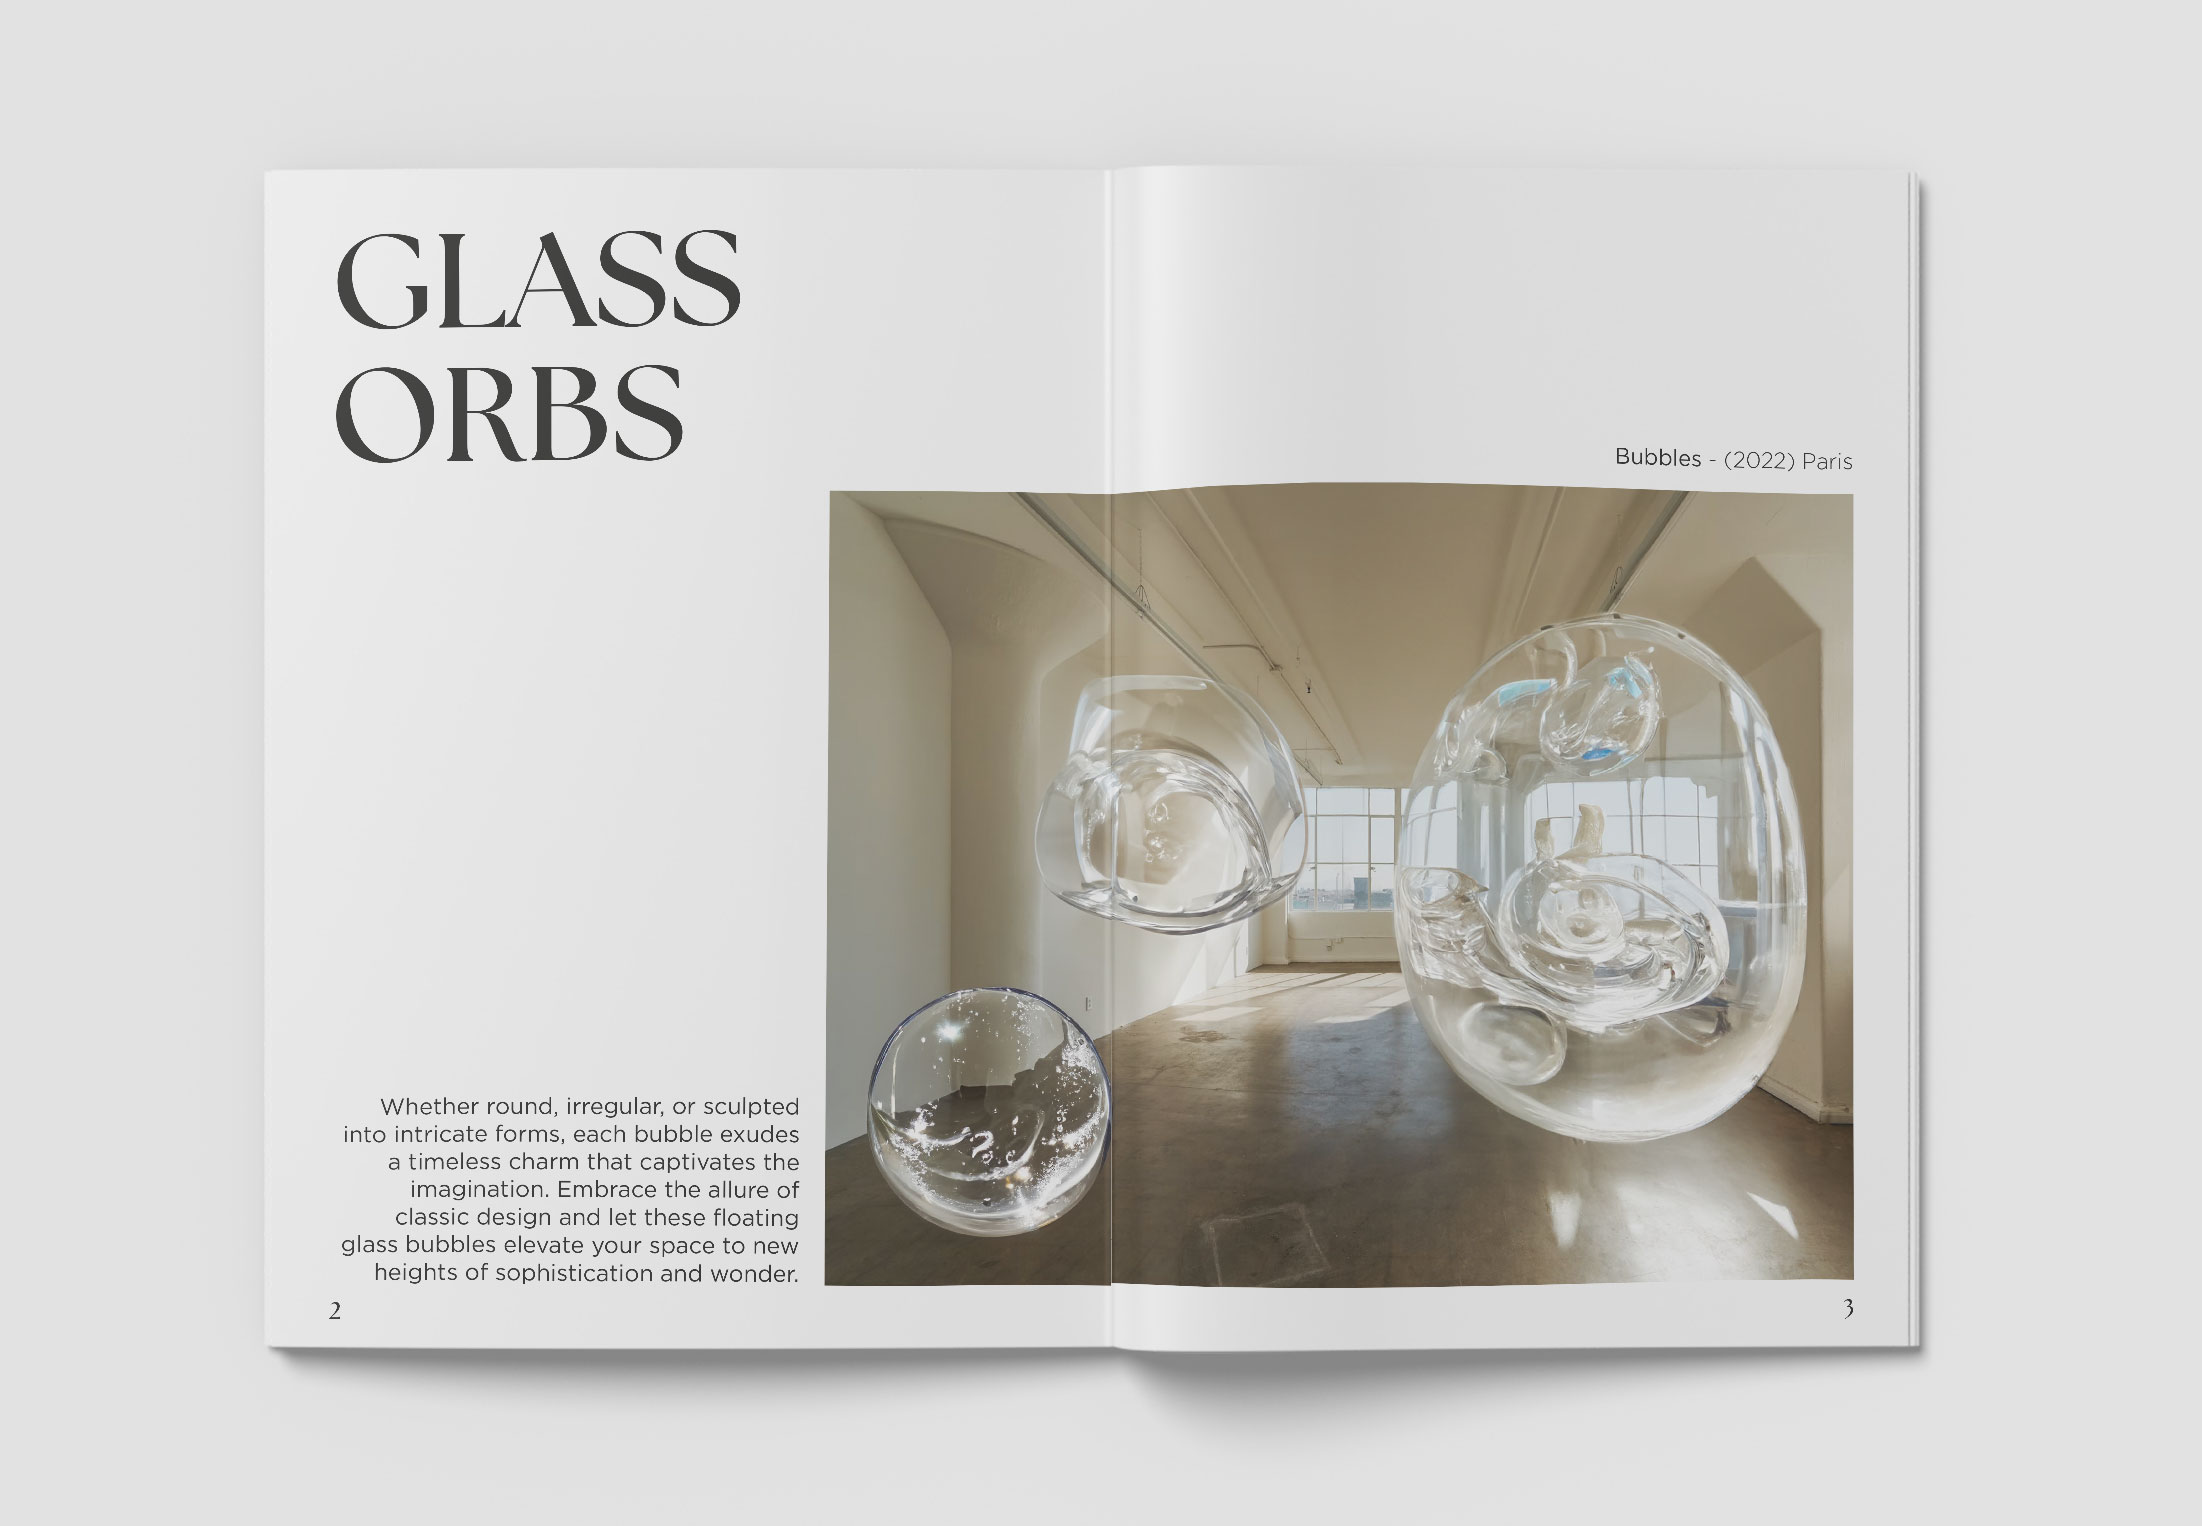 GLASS
ORBS
Bubbles - (2022) Paris
Whether round, irregular, or sculpted
into intricate forms, each bubble exudes
a timeless charm that captivates the
imagination. Embrace the allure of
classic design and let these floating
glass bubbles elevate your space to new
heights of sophistication and wonder.
2
3